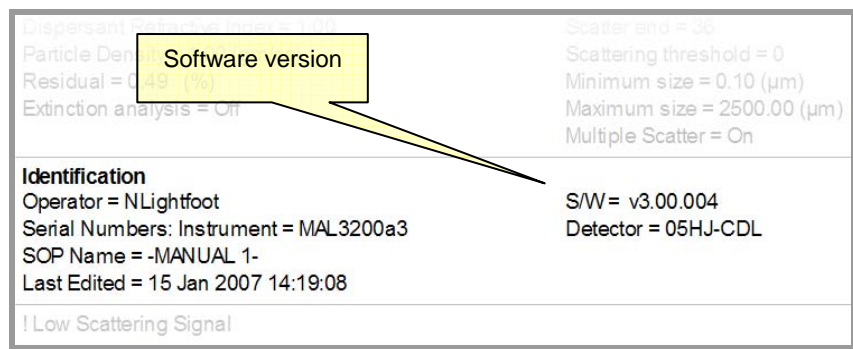 Dispersant Refractive Index = 1.00
Particle Den
Residual = 0.49 (%)
Extinction analysis = Off
Scatter end = 36
Scattering threshold = 0
Minimum size = 0.10 (µm)
Maximum size = 2500.00 (µm)
Multiple Scatter = On
Software version
Identification
Operator = NLightfoot
Serial Numbers: Instrument = MAL3200a3
SOP Name = -MANUAL 1-
Last Edited = 15 Jan 2007 14:19:08
S/W = v3.00.004
Detector = 05HJ-CDL
! Low Scattering Signal